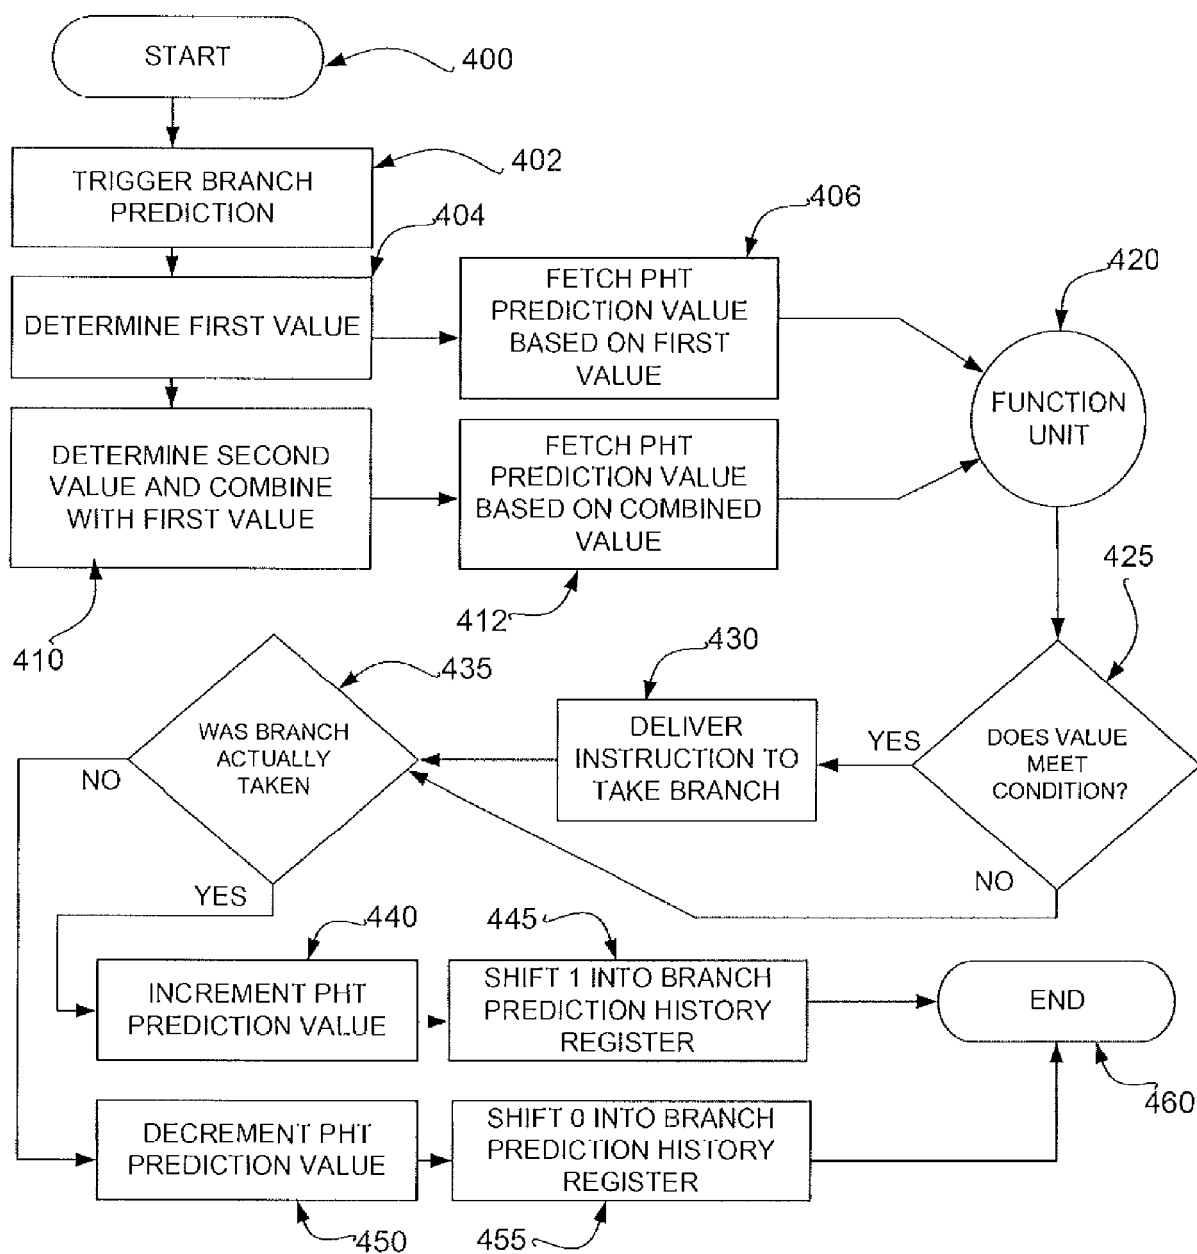 START
400
TRIGGER BRANCH
PREDICTION
402
404
DETERMINE FIRST VALUE
FETCH PHT
PREDICTION VALUE
BASED ON FIRST
VALUE
406
420
FUNCTION
UNIT
DETERMINE SECOND
VALUE AND COMBINE
WITH FIRST VALUE
410
FETCH PHT
PREDICTION VALUE
BASED ON COMBINED
VALUE
412
425
DOES VALUE
MEET
CONDITION?
YES
NO
430
DELIVER
INSTRUCTION TO
TAKE BRANCH
435
WAS BRANCH
ACTUALLY
TAKEN
NO
YES
440
INCREMENT PHT
PREDICTION VALUE
445
SHIFT 1 INTO BRANCH
PREDICTION HISTORY
REGISTER
END
460
DECREMENT PHT
PREDICTION VALUE
450
SHIFT 0 INTO BRANCH
PREDICTION HISTORY
REGISTER
455